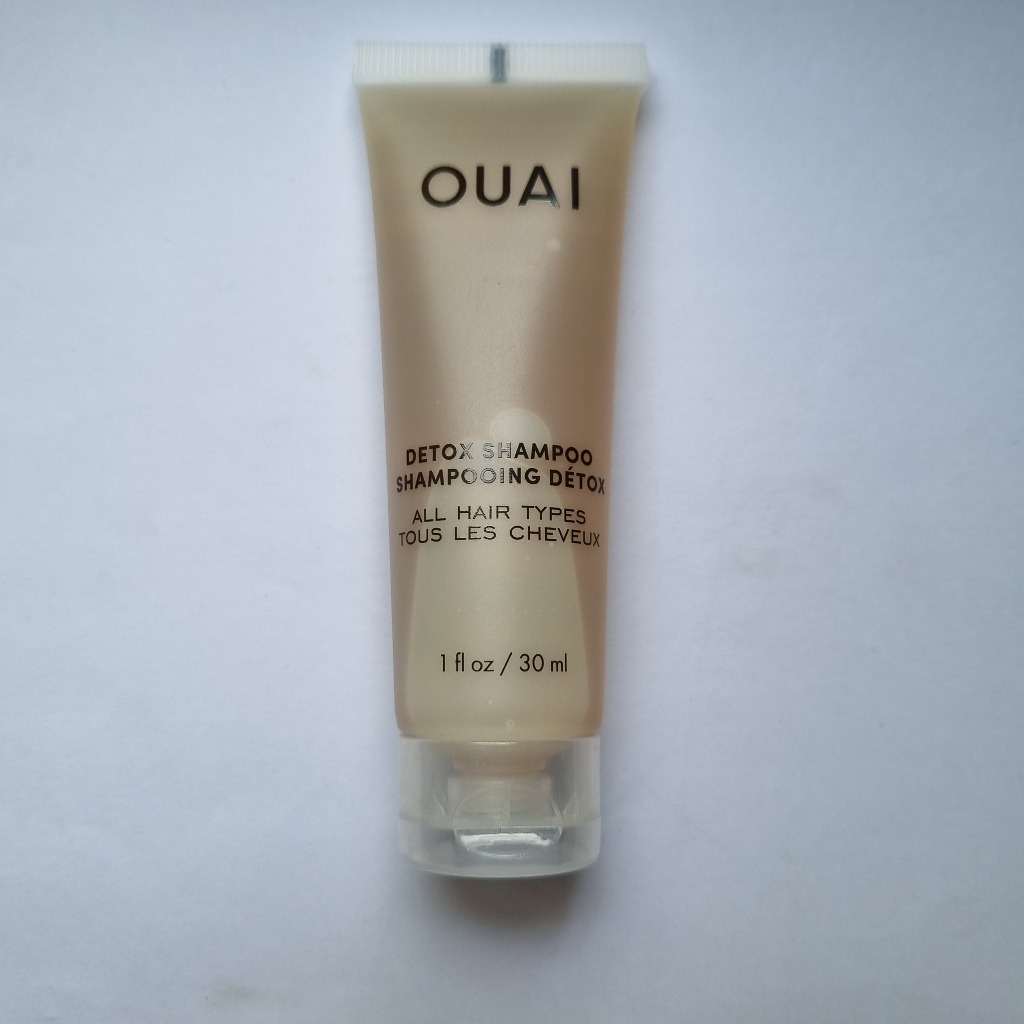 OUAI
DETOX SHAMPOO
SHAMPOOING DÉTOX
ALL HAIR TYPES
TOUS LES CHEVEUX
1 fl oz / 30 ml